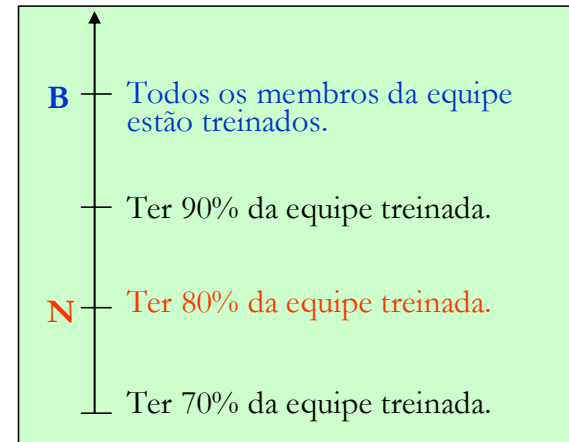 B Todos os membros da equipe
estão treinados.
Ter 90% da equipe treinada.
N Ter 80% da equipe treinada.
Ter 70% da equipe treinada.